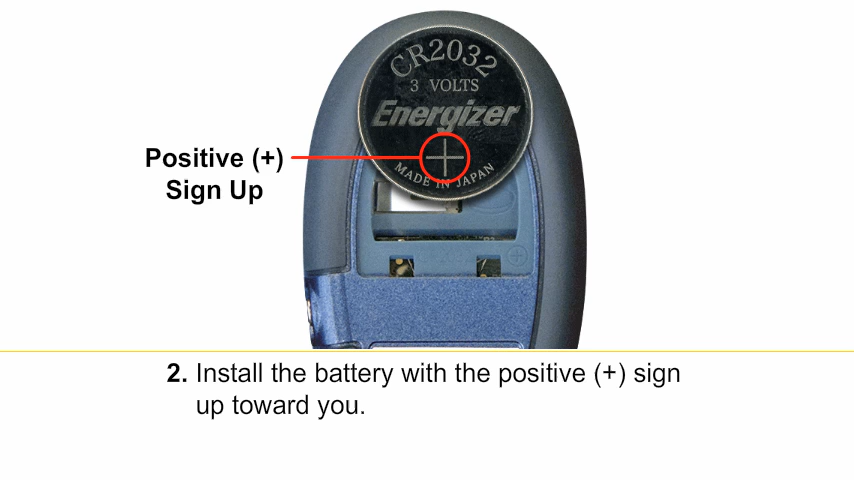 CR2032
3 VOLTS
Energizer
+
MADE IN JAPAN
Positive (+)
Sign Up
2. Install the battery with the positive (+) sign
up toward you.